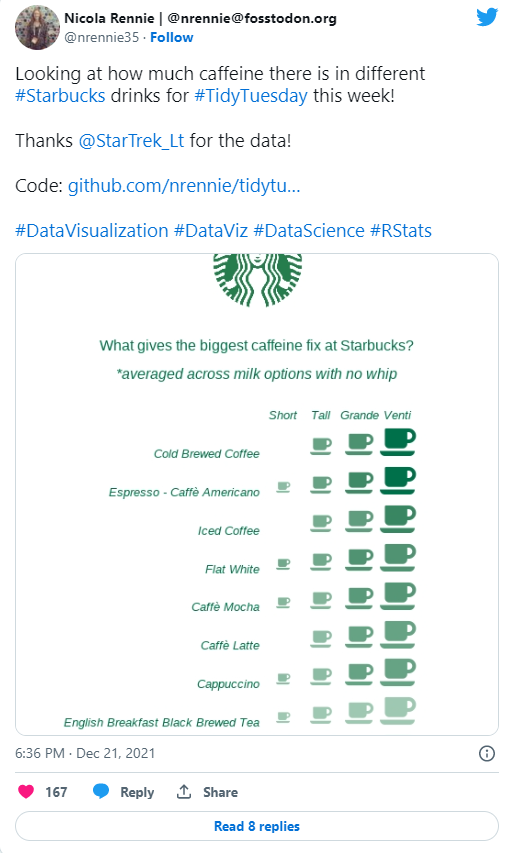 Nicola Rennie | @nrennie@fosstodon.org
@nrennie35 · Follow
Looking at how much caffeine there is in different
#Starbucks drinks for #TidyTuesday this week!
Thanks @StarTrek_Lt for the data!
Code: github.com/nrennie/tidytu…
#DataVisualization #DataViz #DataScience #RStats
What gives the biggest caffeine fix at Starbucks?
*averaged across milk options with no whip
Short Tall Grande Venti
Cold Brewed Coffee
Espresso - Caffè Americano
Iced Coffee
Flat White
Caffè Mocha
Caffè Latte
Cappuccino
English Breakfast Black Brewed Tea
6:36 PM · Dec 21, 2021
167 Reply Share
Read 8 replies